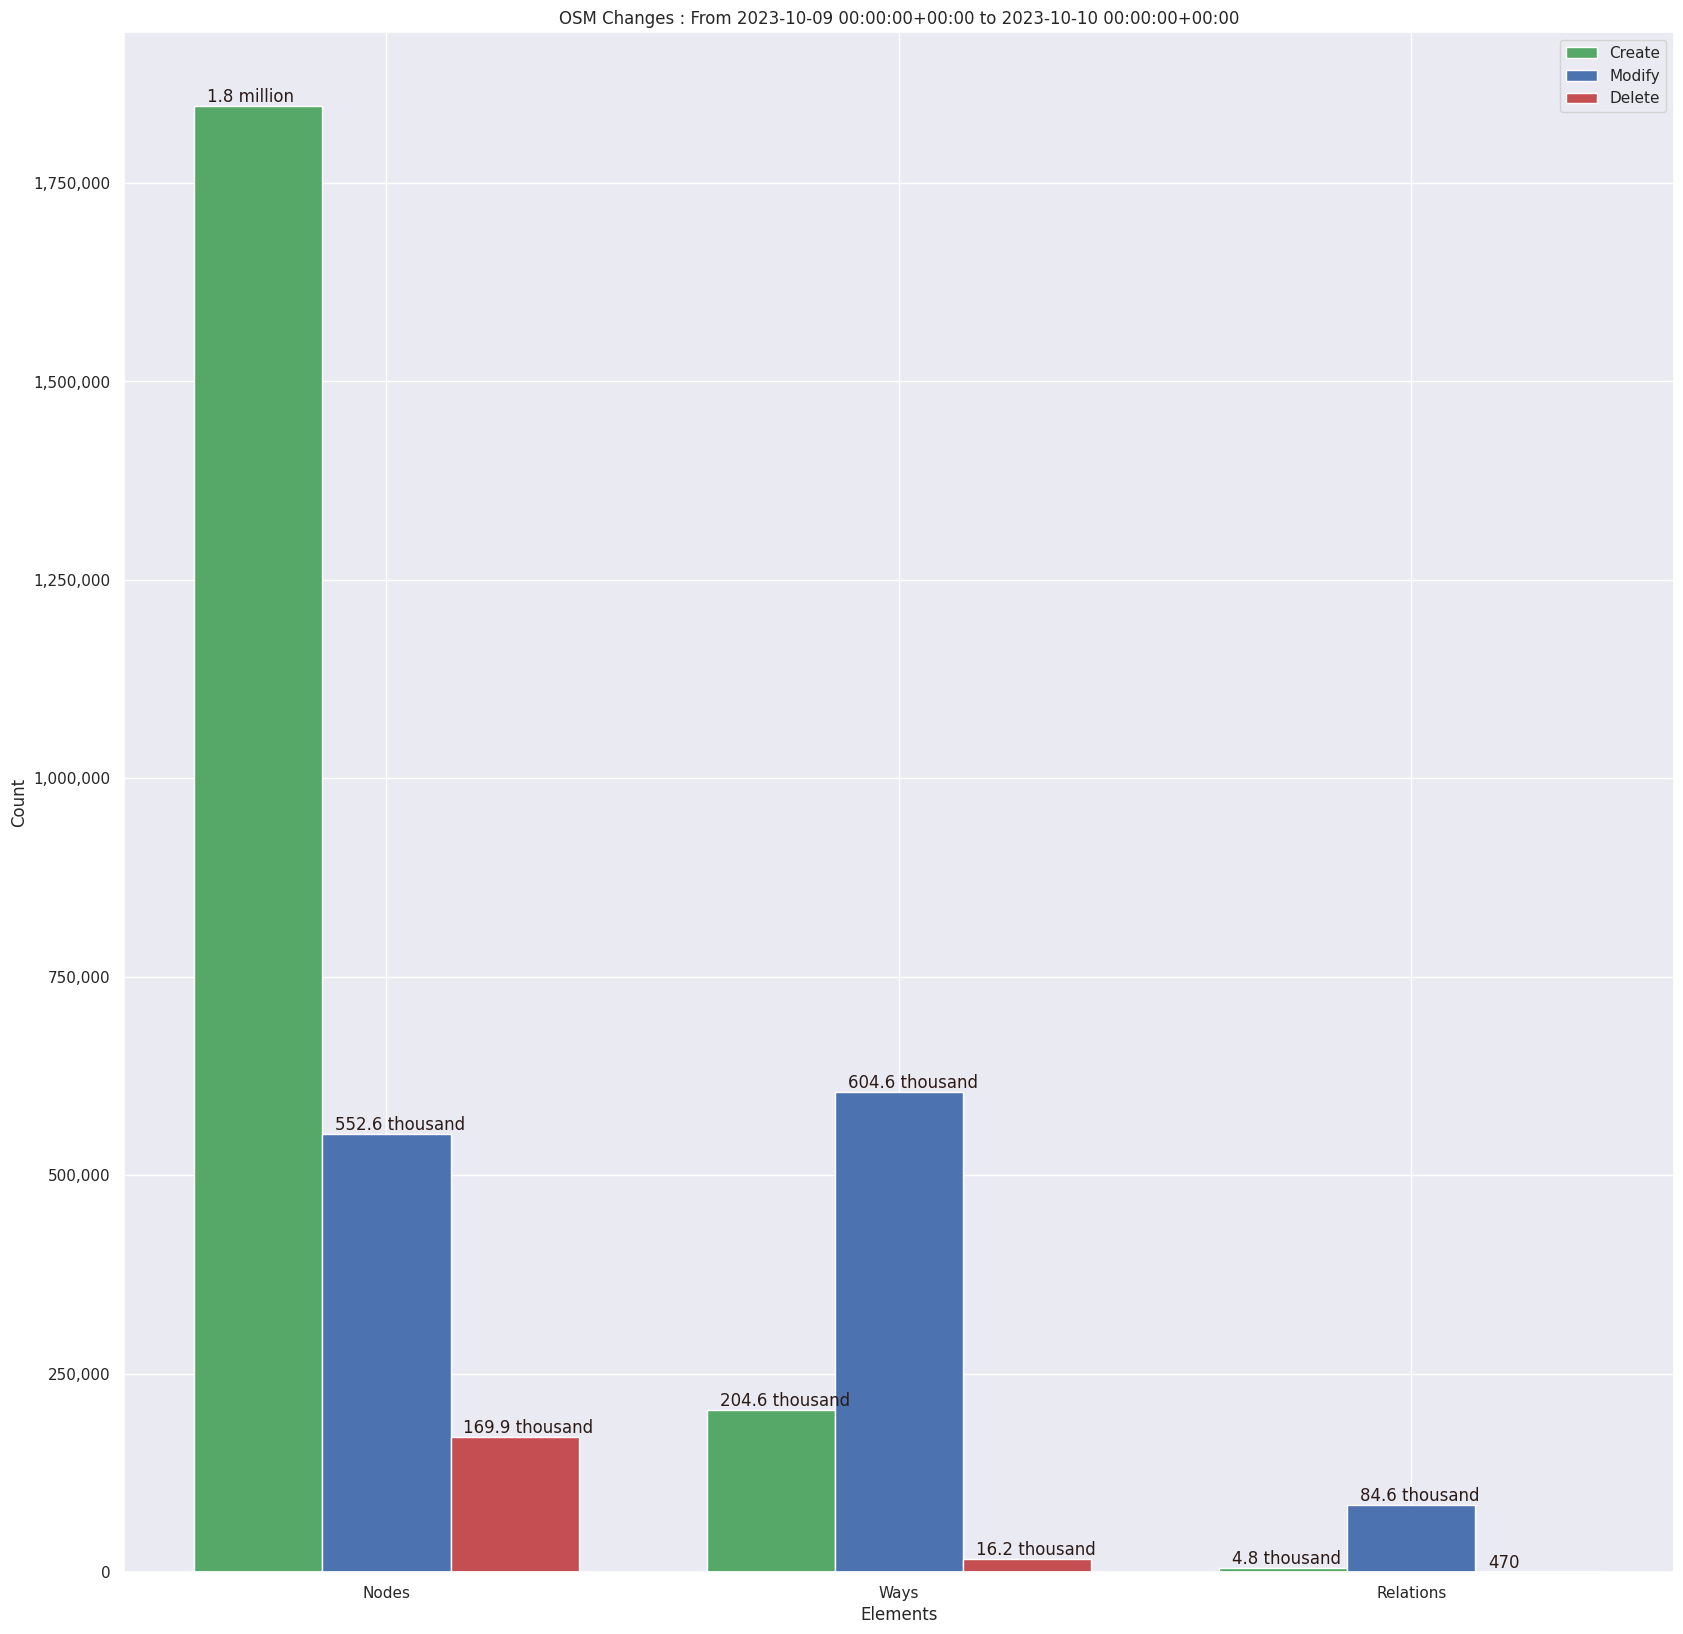 OSM Changes : From 2023-10-09 00:00:00+00:00 to 2023-10-10 00:00:00+00:00
Create
Modify
Delete
1.8 million
552.6 thousand
169.9 thousand
204.6 thousand
604.6 thousand
16.2 thousand
4.8 thousand
84.6 thousand
470
1,750,000
1,500,000
1,250,000
1,000,000
750,000
500,000
250,000
0
Count
Nodes
Ways
Relations
Elements